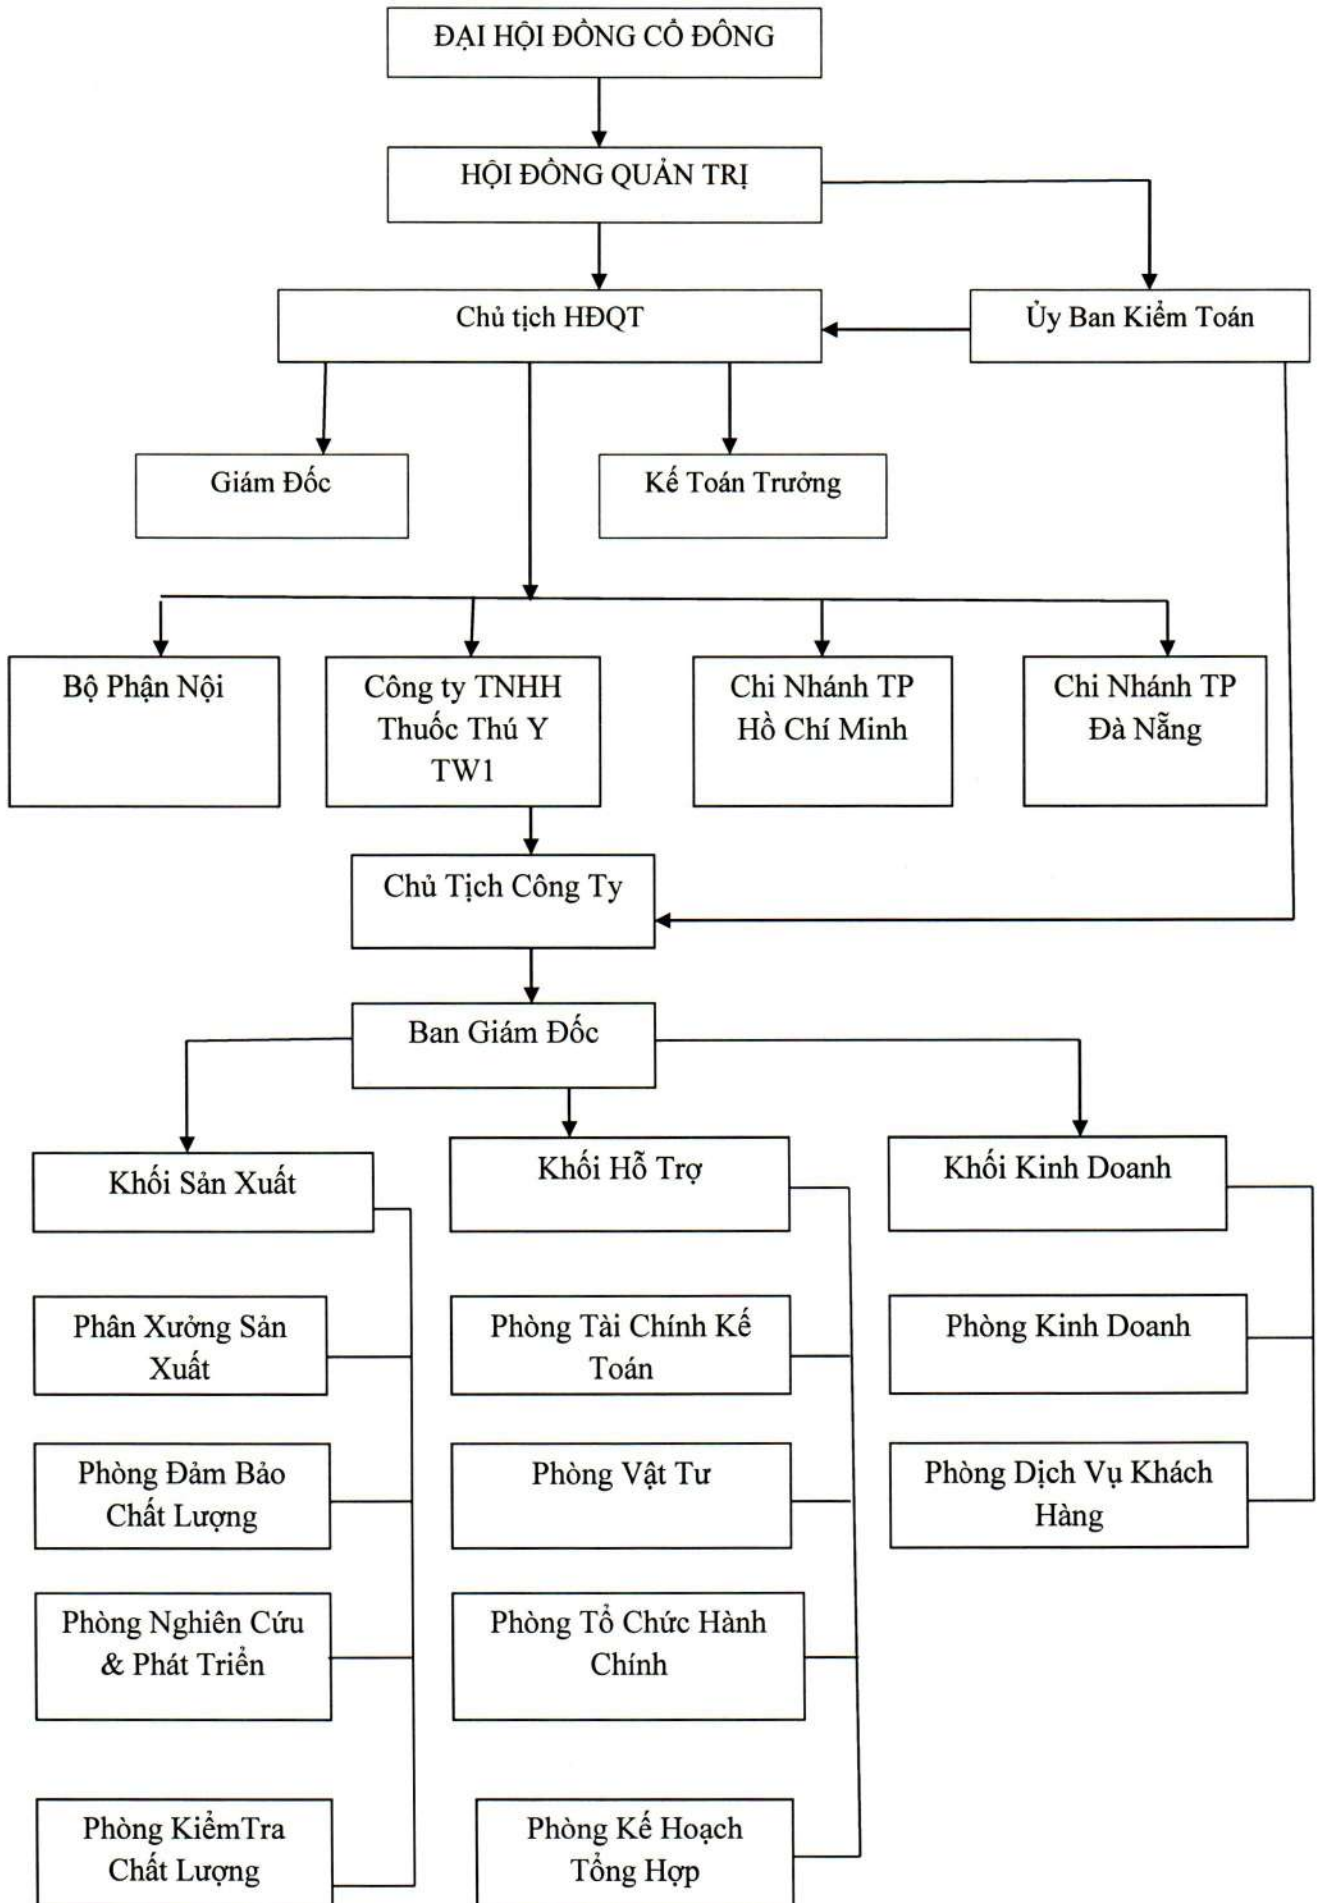 ĐẠI HỘI ĐỒNG CỔ ĐÔNG
HỘI ĐỒNG QUẢN TRỊ
Chủ tịch HĐQT
Ủy Ban Kiểm Toán
Giám Đốc
Kế Toán Trưởng
Bộ Phận Nội
Công ty TNHH
Thuốc Thú Y
TW1
Chi Nhánh TP
Hồ Chí Minh
Chi Nhánh TP
Đà Nẵng
Chủ Tịch Công Ty
Ban Giám Đốc
Khối Sản Xuất
Khối Hỗ Trợ
Khối Kinh Doanh
Phân Xưởng Sản
Xuất
Phòng Tài Chính Kế
Toán
Phòng Kinh Doanh
Phòng Đảm Bảo
Chất Lượng
Phòng Vật Tư
Phòng Dịch Vụ Khách
Hàng
Phòng Nghiên Cứu
& Phát Triển
Phòng Tổ Chức Hành
Chính
Phòng KiểmTra
Chất Lượng
Phòng Kế Hoạch
Tổng Hợp